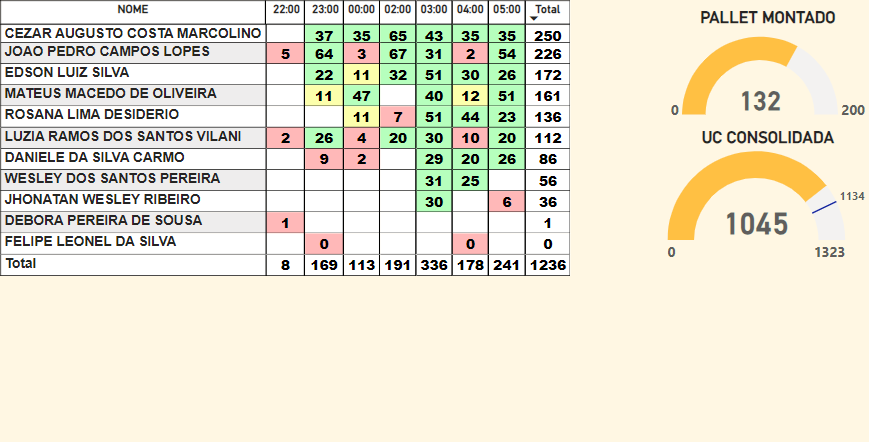 NOME 22:00 23:00 00:00 02:00 03:00 04:00 05:00 Total
CEZAR AUGUSTO COSTA MARCOLINO 37 35 65 43 35 35 250
JOAO PEDRO CAMPOS LOPES 5 64 3 67 31 2 54 226
EDSON LUIZ SILVA 22 11 32 51 30 26 172
MATEUS MACEDO DE OLIVEIRA 11 47 40 12 51 161
ROSANA LIMA DESIDERIO 11 7 51 44 23 136
LUZIA RAMOS DOS SANTOS VILANI 2 26 4 20 30 10 20 112
DANIELE DA SILVA CARMO 9 2 29 20 26 86
WESLEY DOS SANTOS PEREIRA 31 25 56
JHONATAN WESLEY RIBEIRO 30 6 36
DEBORA PEREIRA DE SOUSA 1 1
FELIPE LEONEL DA SILVA 0 0 0
Total 8 169 113 191 336 178 241 1236
PALLET MONTADO
132
0 200
UC CONSOLIDADA
1134
1045
0 1323